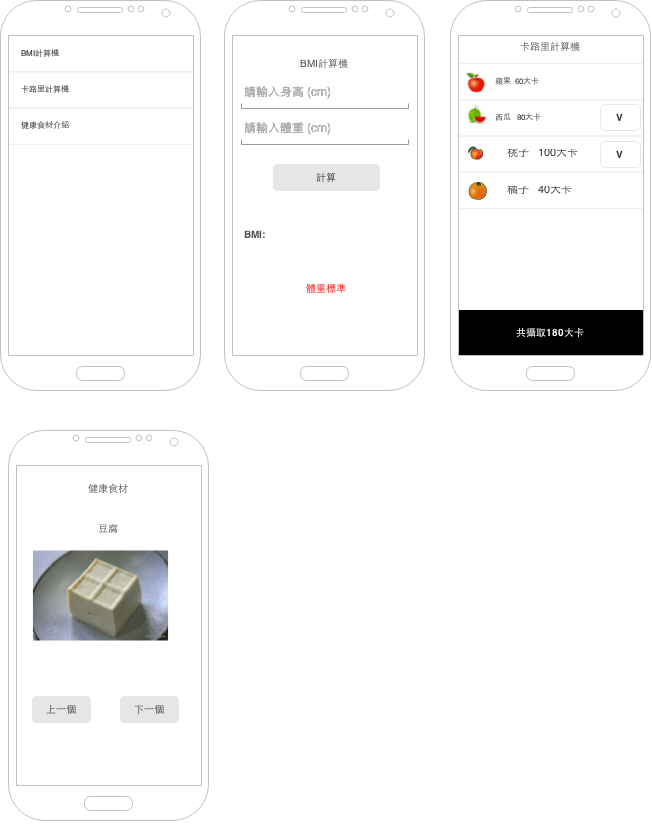 BMI計算機
卡路里計算機
健康食材介紹
BMI計算機
請輸入身高 (cm)
請輸入體重 (cm)
計算
BMI:
體重標準
卡路里計算機
蘋果 60大卡
西瓜 80大卡
V
桃子 100大卡
V
橘子 40大卡
共攝取180大卡
健康食材
豆腐
上一個
下一個